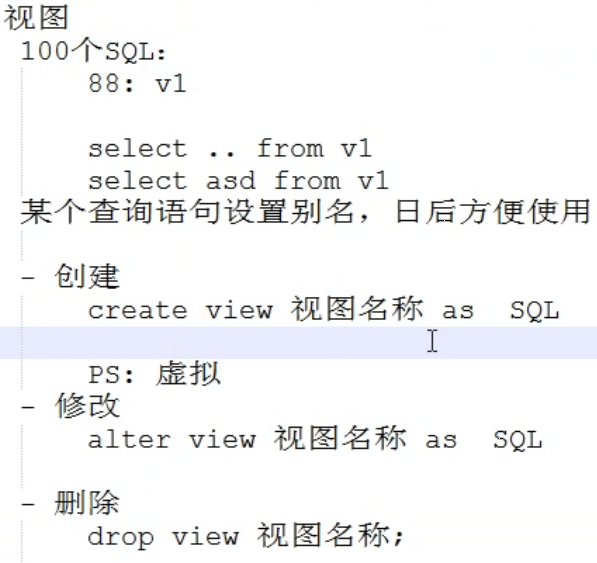 视图
100个SQL:
88: v1
select .. from v1
select asd from v1
某个查询语句设置别名，日后方便使用
- 创建
create view 视图名称 as  SQL
PS: 虚拟
- 修改
alter view 视图名称 as  SQL
- 删除
drop view 视图名称;